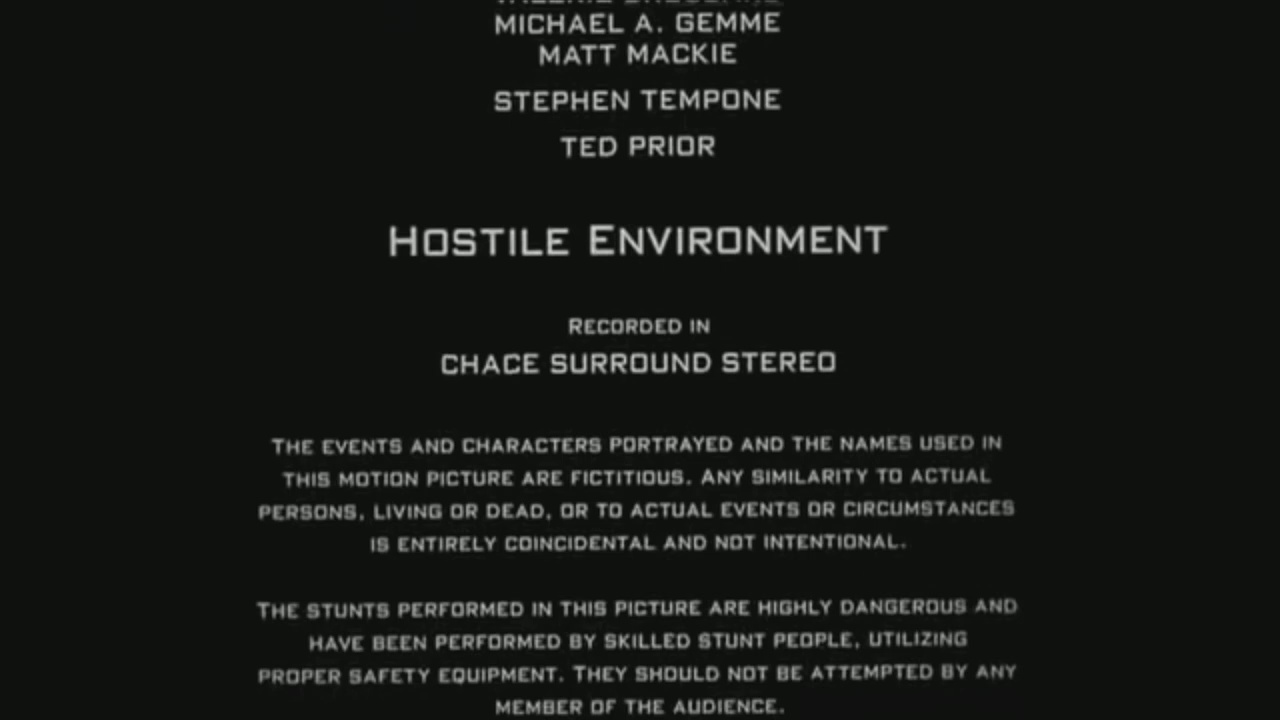 MICHAEL A. GEMME
MATT MACKIE
STEPHEN TEMPONE
TED PRIOR
HOSTILE ENVIRONMENT
RECORDED IN
CHACE SURROUND STEREO
THE EVENTS AND CHARACTERS PORTRAYED AND THE NAMES USED IN
THIS MOTION PICTURE ARE FICTITIOUS. ANY SIMILARITY TO ACTUAL
PERSONS, LIVING OR DEAD, OR TO ACTUAL EVENTS OR CIRCUMSTANCES
IS ENTIRELY COINCIDENTAL AND NOT INTENTIONAL.
THE STUNTS PERFORMED IN THIS PICTURE ARE HIGHLY DANGEROUS AND
HAVE BEEN PERFORMED BY SKILLED STUNT PEOPLE, UTILIZING
PROPER SAFETY EQUIPMENT. THEY SHOULD NOT BE ATTEMPTED BY ANY
MEMBER OF THE AUDIENCE.